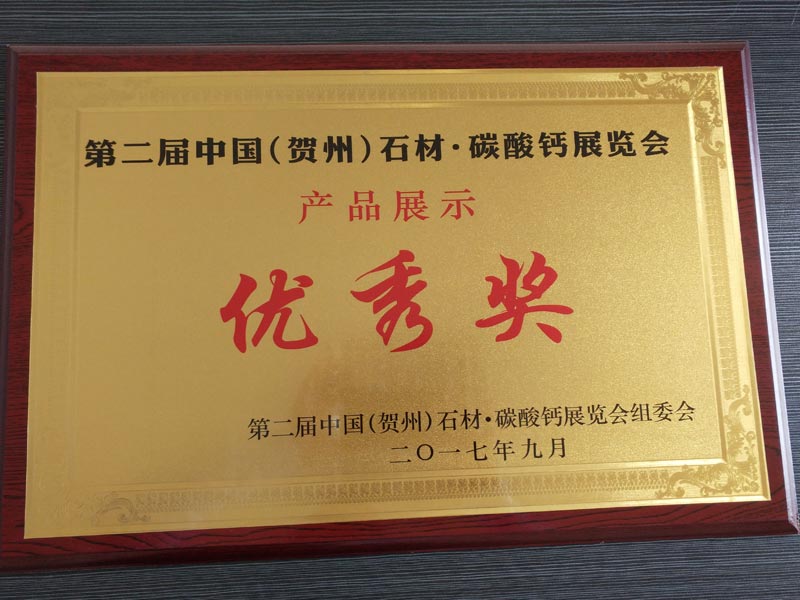 第二届中国(贺州)石材·碳酸钙展览会
产品展示
优秀奖
第二届中国(贺州)石材·碳酸钙展览会组委会
二〇一七年九月